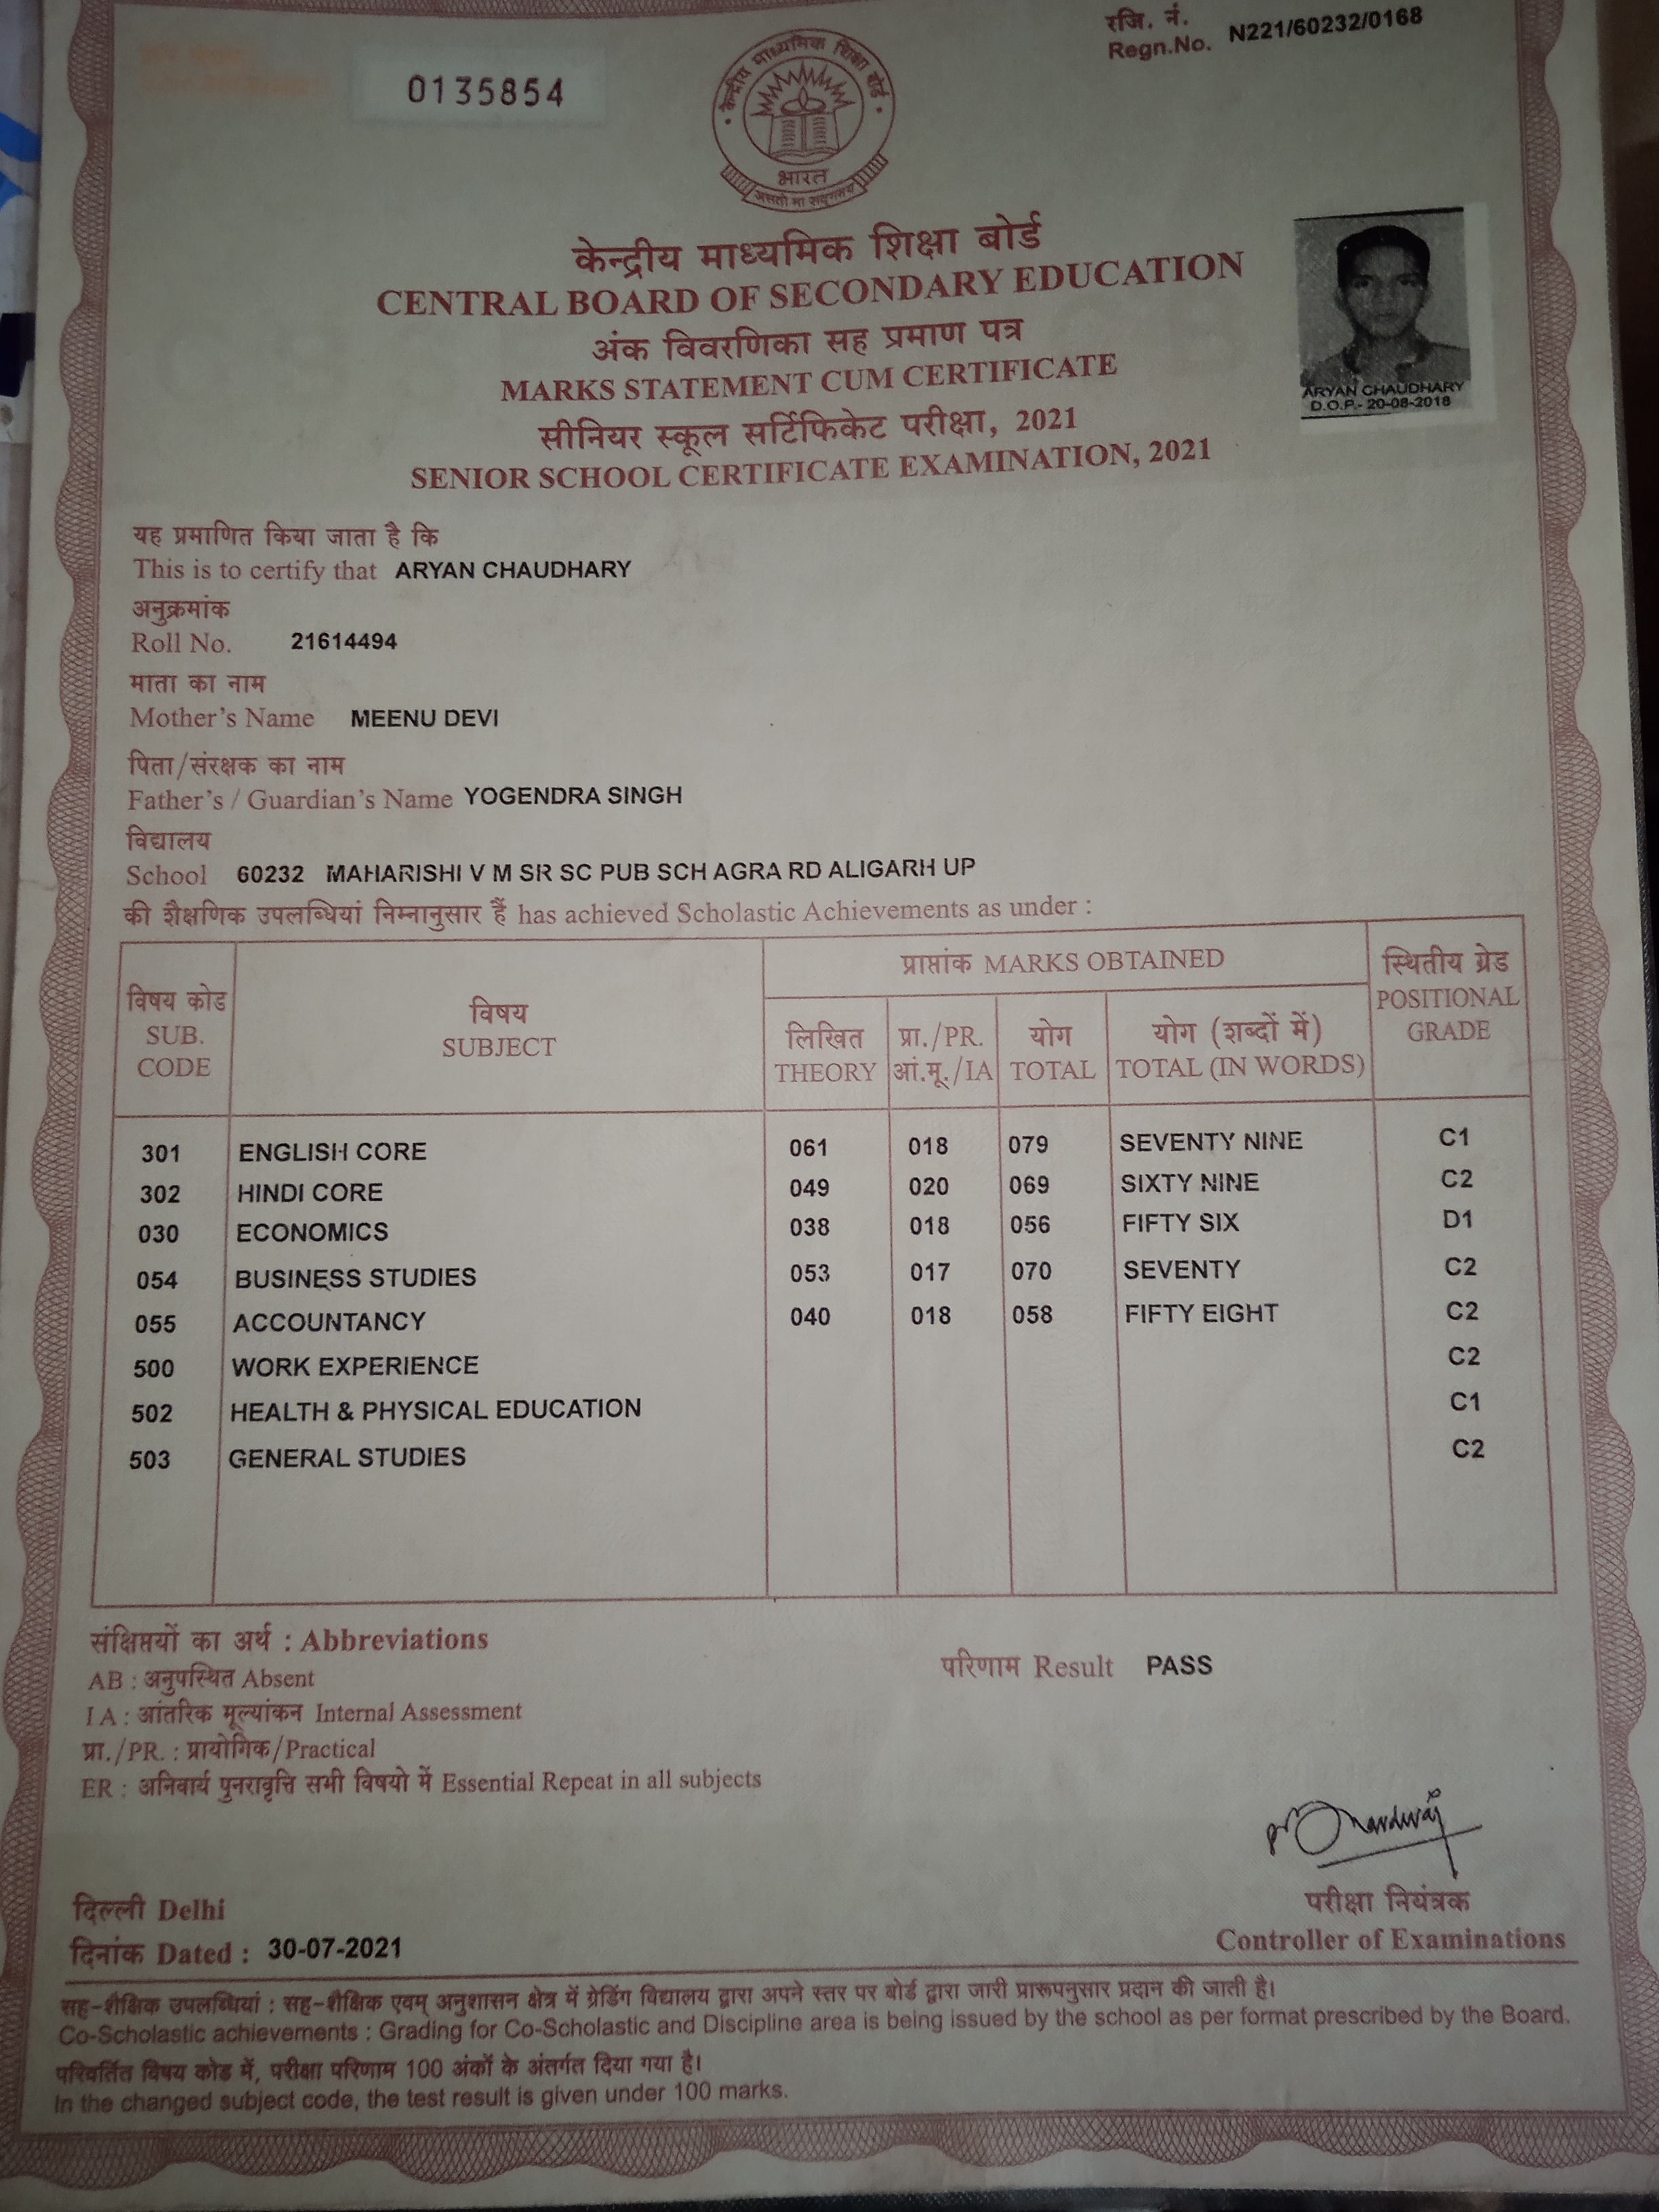 रजि. नं.
Regn.No. N221/60232/0168
0135854
केन्द्रीय माध्यमिक शिक्षा बोर्ड
भारत
असतो मा सद्गमय
केन्द्रीय माध्यमिक शिक्षा बोर्ड
CENTRAL BOARD OF SECONDARY EDUCATION
अंक विवरणिका सह प्रमाण पत्र
MARKS STATEMENT CUM CERTIFICATE
सीनियर स्कूल सर्टिफिकेट परीक्षा, 2021
SENIOR SCHOOL CERTIFICATE EXAMINATION, 2021
ARYAN CHAUDHARY
D.O.P.- 20-08-2018
यह प्रमाणित किया जाता है कि
This is to certify that ARYAN CHAUDHARY
अनुक्रमांक
Roll No. 21614494
माता का नाम
Mother's Name MEENU DEVI
पिता/संरक्षक का नाम
Father's / Guardian's Name YOGENDRA SINGH
विद्यालय
School 60232 MAHARISHI V M SR SC PUB SCH AGRA RD ALIGARH UP
की शैक्षणिक उपलब्धियां निम्नानुसार हैं has achieved Scholastic Achievements as under :
विषय कोड
SUB.
CODE
विषय
SUBJECT
प्राप्तांक MARKS OBTAINED
लिखित
THEORY
प्रा./PR.
आं.मू./IA
योग
TOTAL
योग (शब्दों में)
TOTAL (IN WORDS)
स्थितीय ग्रेड
POSITIONAL
GRADE
301 ENGLISH CORE 061 018 079 SEVENTY NINE C1
302 HINDI CORE 049 020 069 SIXTY NINE C2
030 ECONOMICS 038 018 056 FIFTY SIX D1
054 BUSINESS STUDIES 053 017 070 SEVENTY C2
055 ACCOUNTANCY 040 018 058 FIFTY EIGHT C2
500 WORK EXPERIENCE C2
502 HEALTH & PHYSICAL EDUCATION C1
503 GENERAL STUDIES C2
संक्षिप्तियों का अर्थ : Abbreviations
AB : अनुपस्थित Absent
IA : आंतरिक मूल्यांकन Internal Assessment
प्रा./PR. : प्रायोगिक/Practical
ER : अनिवार्य पुनरावृत्ति सभी विषयो में Essential Repeat in all subjects
परिणाम Result PASS
परीक्षा नियंत्रक
Controller of Examinations
दिल्ली Delhi
दिनांक Dated : 30-07-2021
सह-शैक्षिक उपलब्धियां : सह-शैक्षिक एवम् अनुशासन क्षेत्र में ग्रेडिंग विद्यालय द्वारा अपने स्तर पर बोर्ड द्वारा जारी प्रारूपनुसार प्रदान की जाती है।
Co-Scholastic achievements : Grading for Co-Scholastic and Discipline area is being issued by the school as per format prescribed by the Board.
परिवर्तित विषय कोड में, परीक्षा परिणाम 100 अंकों के अंतर्गत दिया गया है।
In the changed subject code, the test result is given under 100 marks.